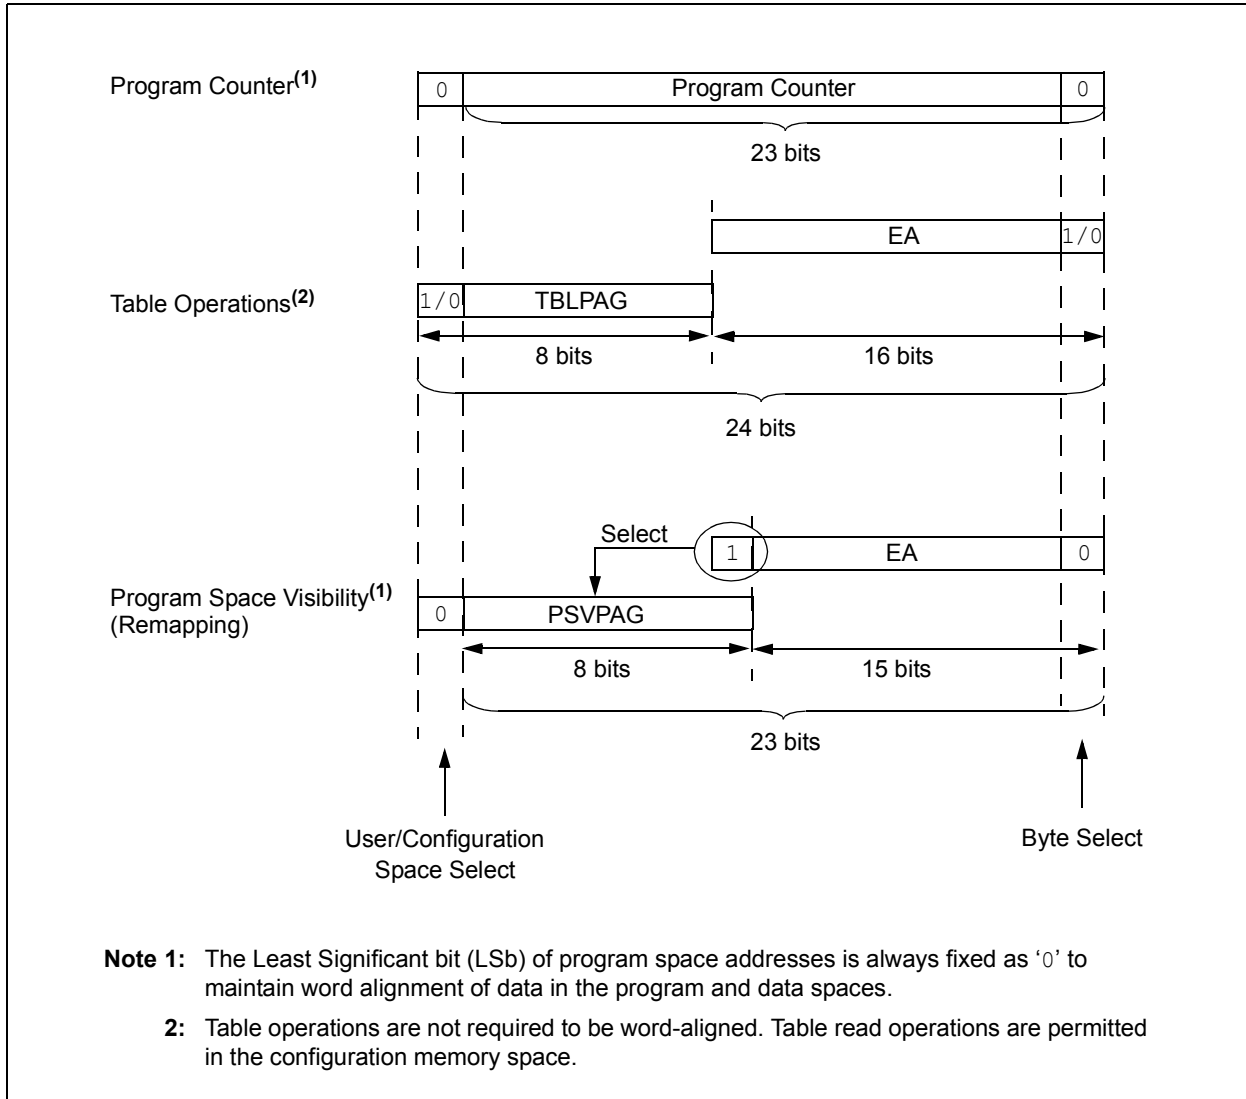 Program Counter(1)
0 Program Counter 0
23 bits
EA 1/0
Table Operations(2)
1/0 TBLPAG
8 bits 16 bits
24 bits
Select
1 EA 0
Program Space Visibility(1)
(Remapping)
0 PSVPAG
8 bits 15 bits
23 bits
User/Configuration
Space Select
Byte Select
Note 1: The Least Significant bit (LSb) of program space addresses is always fixed as ‘0’ to
maintain word alignment of data in the program and data spaces.
2: Table operations are not required to be word-aligned. Table read operations are permitted
in the configuration memory space.